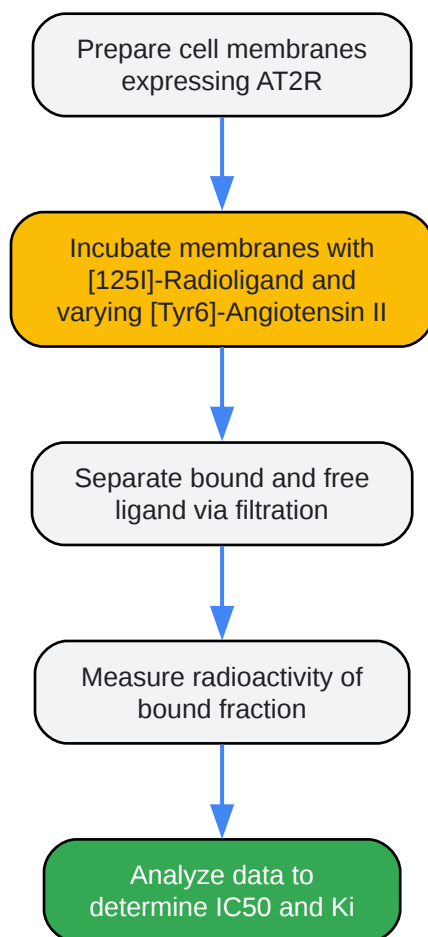 Prepare cell membranes
expressing AT2R
Incubate membranes with
[125I]-Radioligand and
varying [Tyr6]-Angiotensin II
Separate bound and free
ligand via filtration
Measure radioactivity of
bound fraction
Analyze data to
determine IC50 and Ki